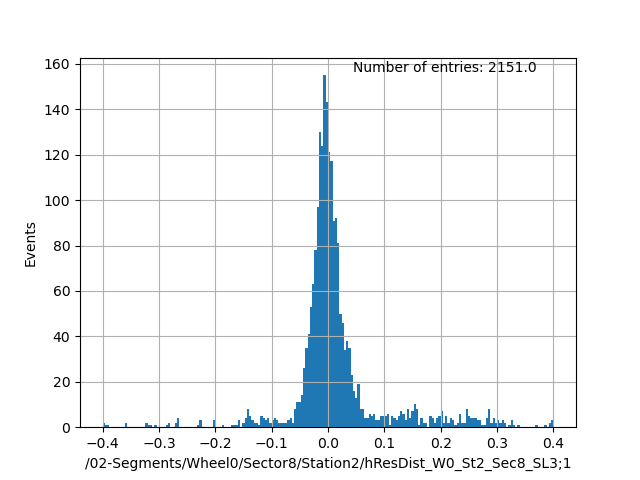 Number of entries: 2151.0
160
140
120
100
80
60
40
20
0
Events
−0.4 −0.3 −0.2 −0.1 0.0 0.1 0.2 0.3 0.4
/02-Segments/Wheel0/Sector8/Station2/hResDist_W0_St2_Sec8_SL3;1